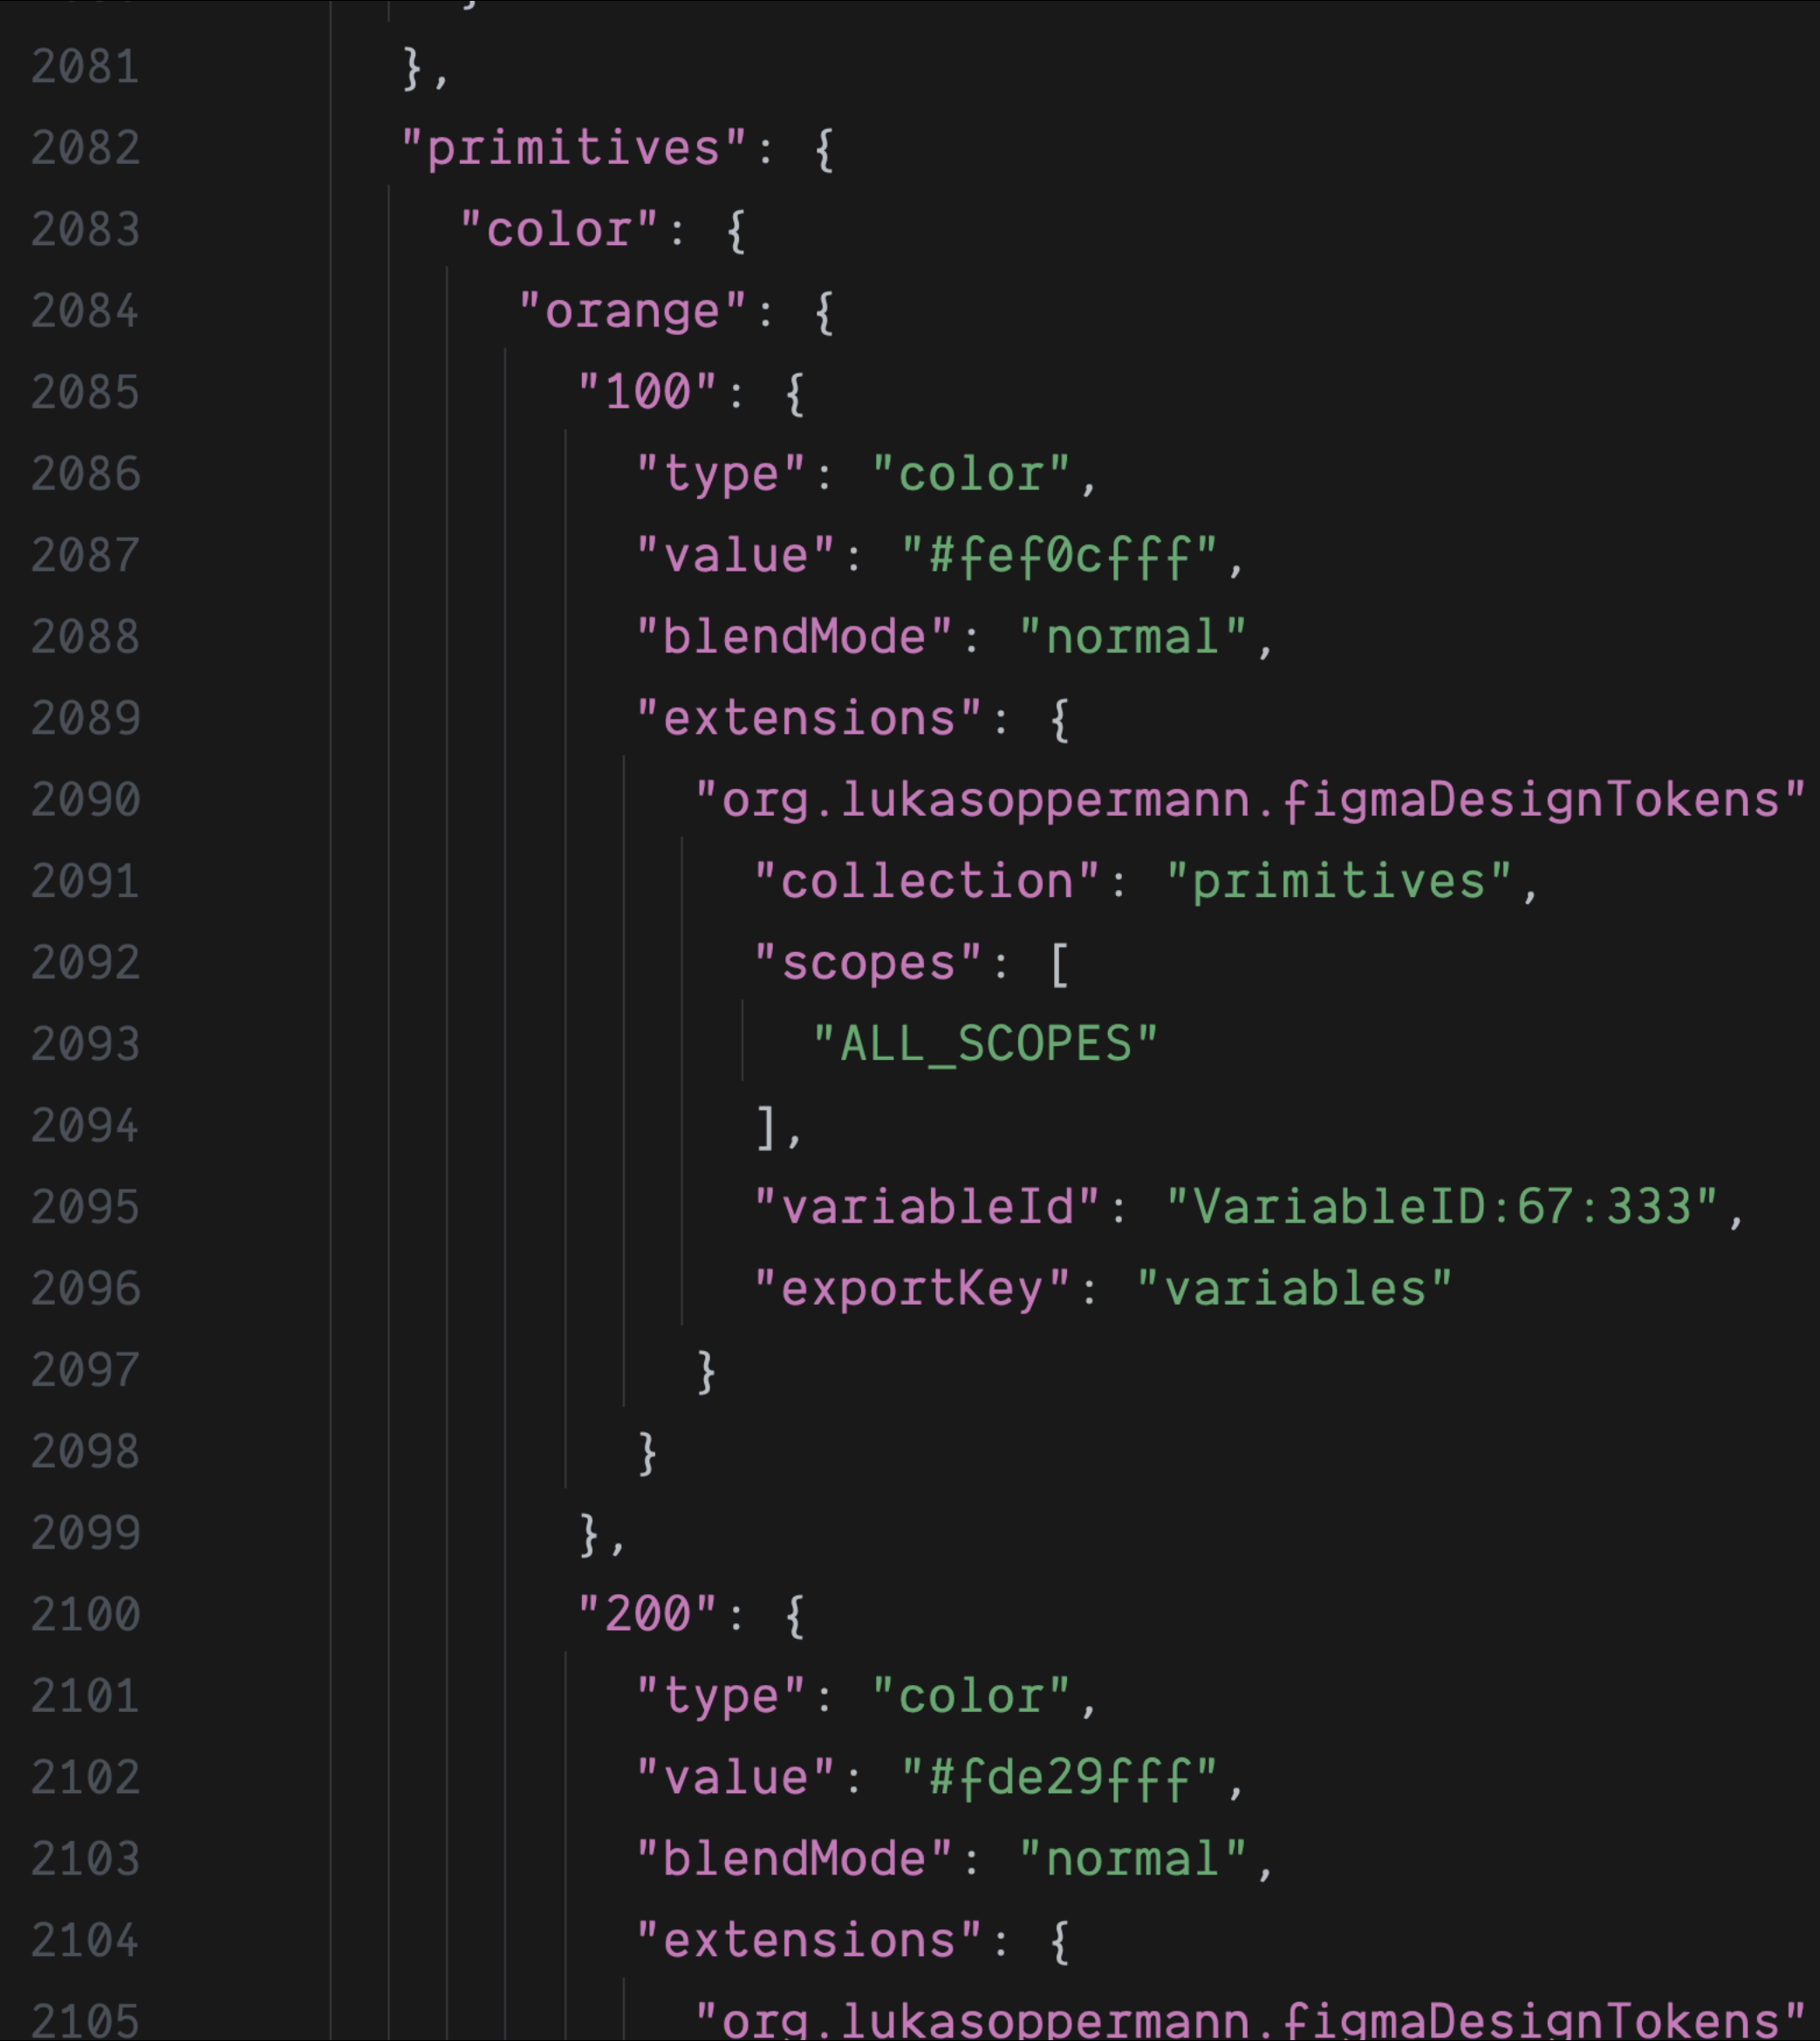 2081 },
2082 "primitives": {
2083 "color": {
2084 "orange": {
2085 "100": {
2086 "type": "color",
2087 "value": "#fef0cfff",
2088 "blendMode": "normal",
2089 "extensions": {
2090 "org.lukasoppermann.figmaDesignTokens"
2091 "collection": "primitives",
2092 "scopes": [
2093 "ALL_SCOPES"
2094 ],
2095 "variableId": "VariableID:67:333",
2096 "exportKey": "variables"
2097 }
2098 }
2099 },
2100 "200": {
2101 "type": "color",
2102 "value": "#fde29fff",
2103 "blendMode": "normal",
2104 "extensions": {
2105 "org.lukasoppermann.figmaDesignTokens"